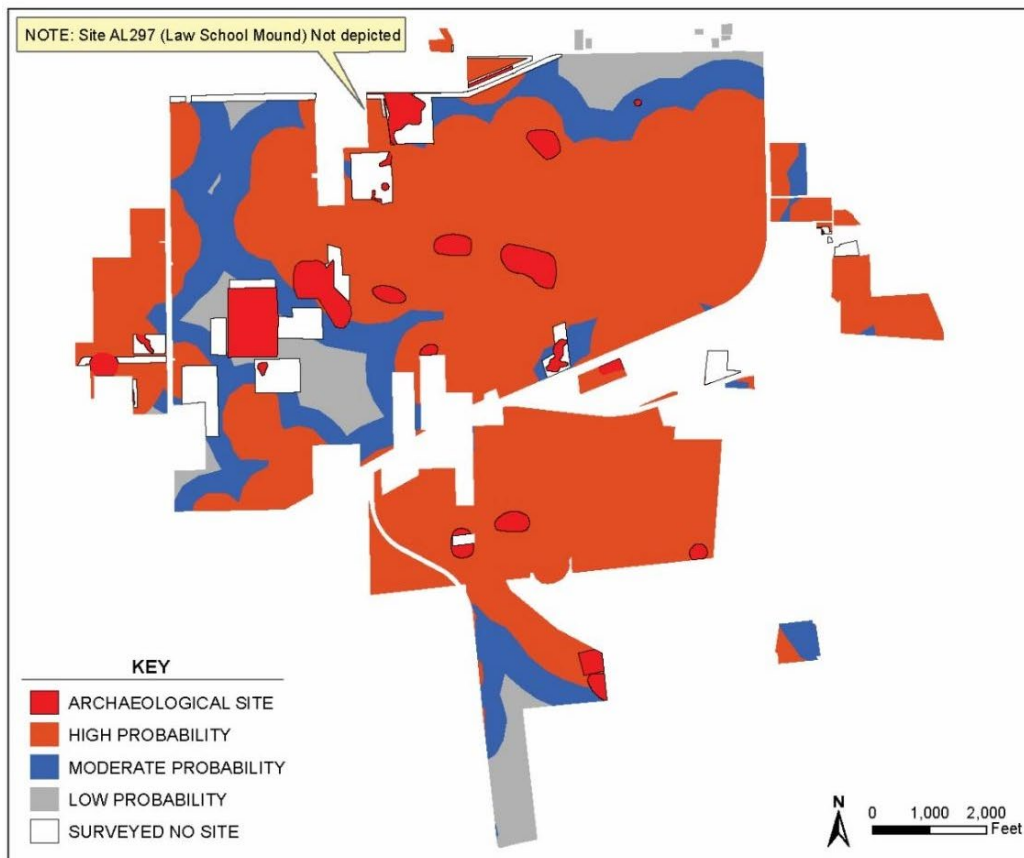 NOTE: Site AL297 (Law School Mound) Not depicted
KEY
ARCHAEOLOGICAL SITE
HIGH PROBABILITY
MODERATE PROBABILITY
LOW PROBABILITY
SURVEYED NO SITE
N
0 1,000 2,000
Feet